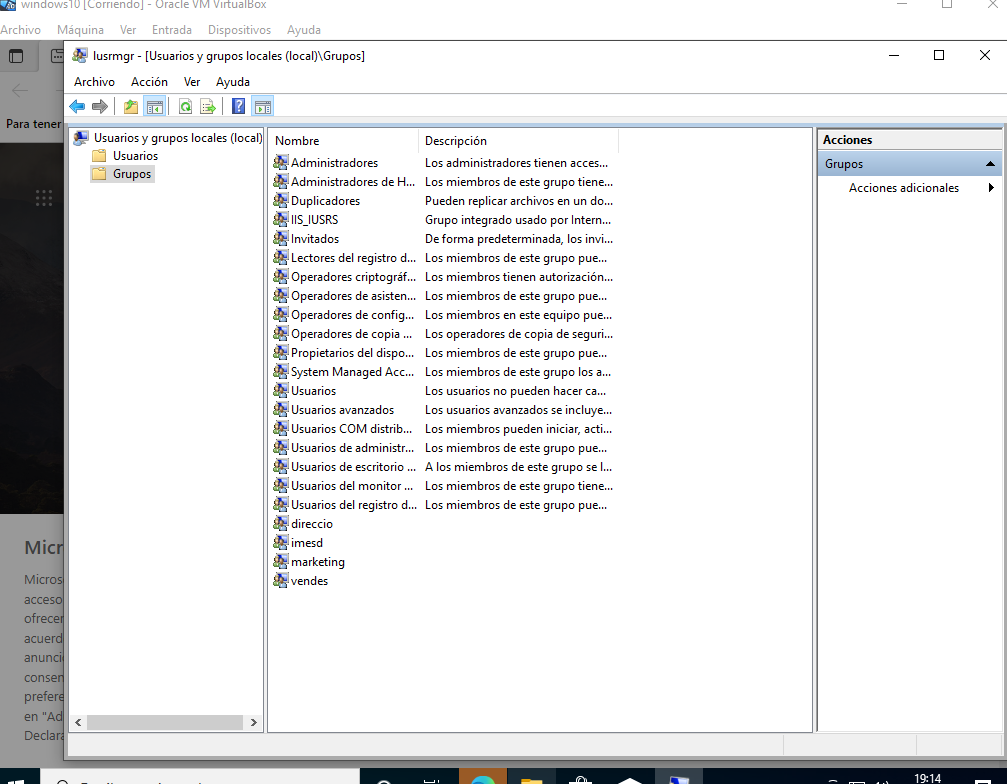 windows10 [Corriendo] - Oracle VM VirtualBox
Archivo Máquina Ver Entrada Dispositivos Ayuda
lusrmgr - [Usuarios y grupos locales (local)\Grupos]
Archivo Acción Ver Ayuda
Para tener
Usuarios y grupos locales (local)
Usuarios
Grupos
Nombre Descripción
Administradores Los administradores tienen acces...
Administradores de H... Los miembros de este grupo tiene...
Duplicadores Pueden replicar archivos en un do...
IIS_IUSRS Grupo integrado usado por Intern...
Invitados De forma predeterminada, los invi...
Lectores del registro d... Los miembros de este grupo pue...
Operadores criptográf... Los miembros tienen autorización...
Operadores de asisten... Los miembros de este grupo pue...
Operadores de config... Los miembros en este equipo pue...
Operadores de copia ... Los operadores de copia de seguri...
Propietarios del dispo... Los miembros de este grupo pue...
System Managed Acc... Los miembros de este grupo los a...
Usuarios Los usuarios no pueden hacer ca...
Usuarios avanzados Los usuarios avanzados se incluye...
Usuarios COM distrib... Los miembros pueden iniciar, acti...
Usuarios de administr... Los miembros de este grupo pue...
Usuarios de escritorio ... A los miembros de este grupo se l...
Usuarios del monitor ... Los miembros de este grupo tiene...
Usuarios del registro d... Los miembros de este grupo pue...
direccio
imesd
marketing
vendes
Acciones
Grupos
Acciones adicionales
Micr
Micros
acceso
ofrecer
acuerd
anunci
consen
prefere
en "Ad
Declara
19:14